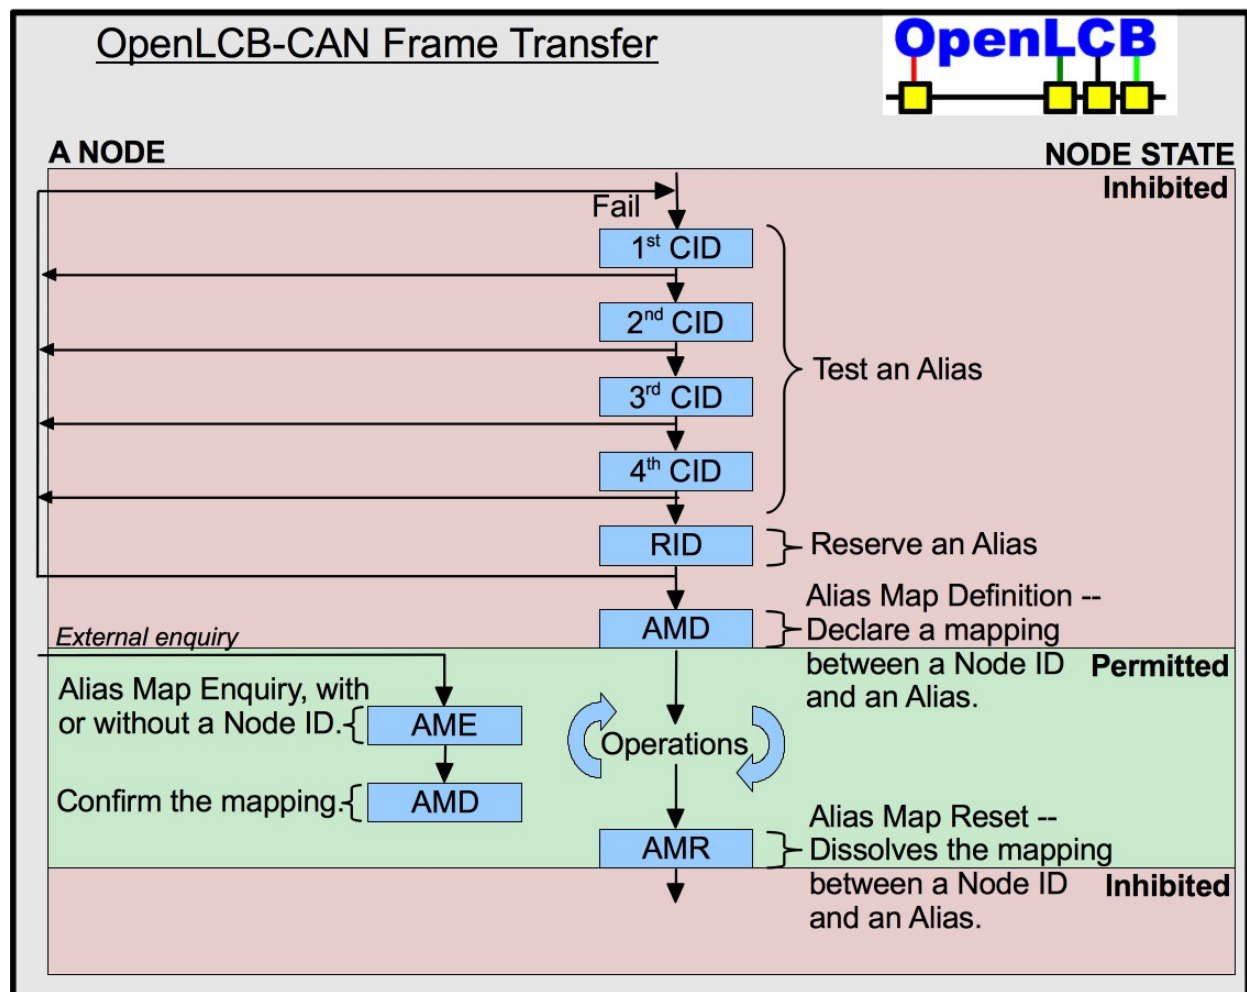 OpenLCB-CAN Frame Transfer
OpenLCB
A NODE
NODE STATE
Inhibited
Fail
1st CID
2nd CID
Test an Alias
3rd CID
4th CID
RID
Reserve an Alias
AMD
Alias Map Definition --
Declare a mapping
between a Node ID
and an Alias.
External enquiry
Permitted
Alias Map Enquiry, with
or without a Node ID.
AME
Operations
Confirm the mapping.
AMD
AMR
Alias Map Reset --
Dissolves the mapping
between a Node ID
and an Alias.
Inhibited